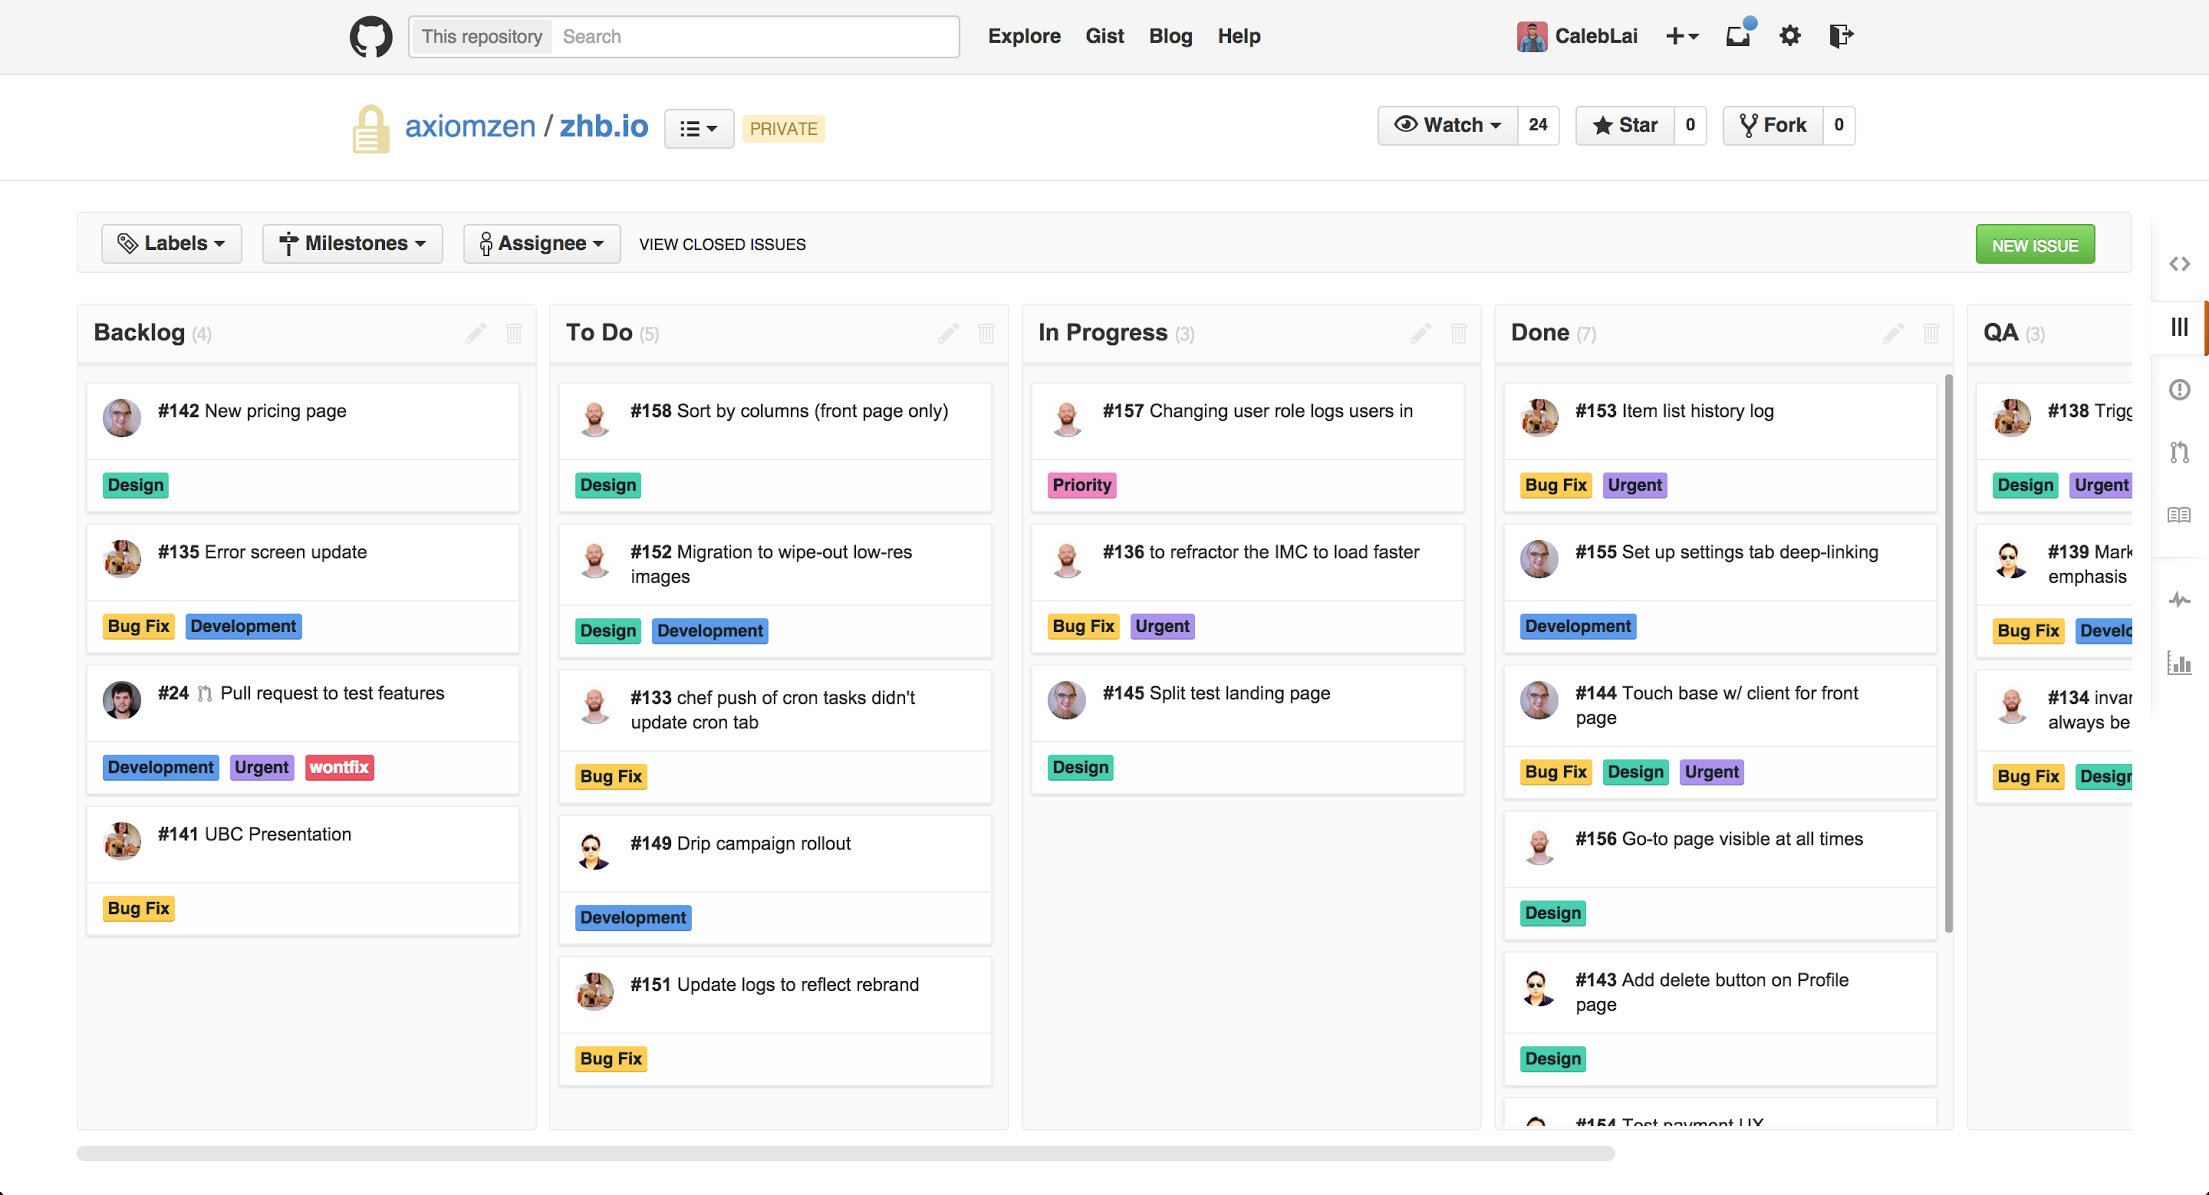 This repository Search Explore Gist Blog Help CalebLai
axiomzen / zhb.io PRIVATE Watch 24 Star 0 Fork 0
Labels Milestones Assignee VIEW CLOSED ISSUES NEW ISSUE
Backlog (4)
#142 New pricing page
Design
#135 Error screen update
Bug Fix Development
#24 Pull request to test features
Development Urgent wontfix
#141 UBC Presentation
Bug Fix
To Do (5)
#158 Sort by columns (front page only)
Design
#152 Migration to wipe-out low-res
images
Design Development
#133 chef push of cron tasks didn't
update cron tab
Bug Fix
#149 Drip campaign rollout
Development
#151 Update logs to reflect rebrand
Bug Fix
In Progress (3)
#157 Changing user role logs users in
Priority
#136 to refractor the IMC to load faster
Bug Fix Urgent
#145 Split test landing page
Design
Done (7)
#153 Item list history log
Bug Fix Urgent
#155 Set up settings tab deep-linking
Development
#144 Touch base w/ client for front
page
Bug Fix Design Urgent
#156 Go-to page visible at all times
Design
#143 Add delete button on Profile
page
Design
#154 Test payment UX
QA (3)
#138 Trigg
Design Urgent
#139 Mark
emphasis
Bug Fix Develo
#134 invar
always be
Bug Fix Design